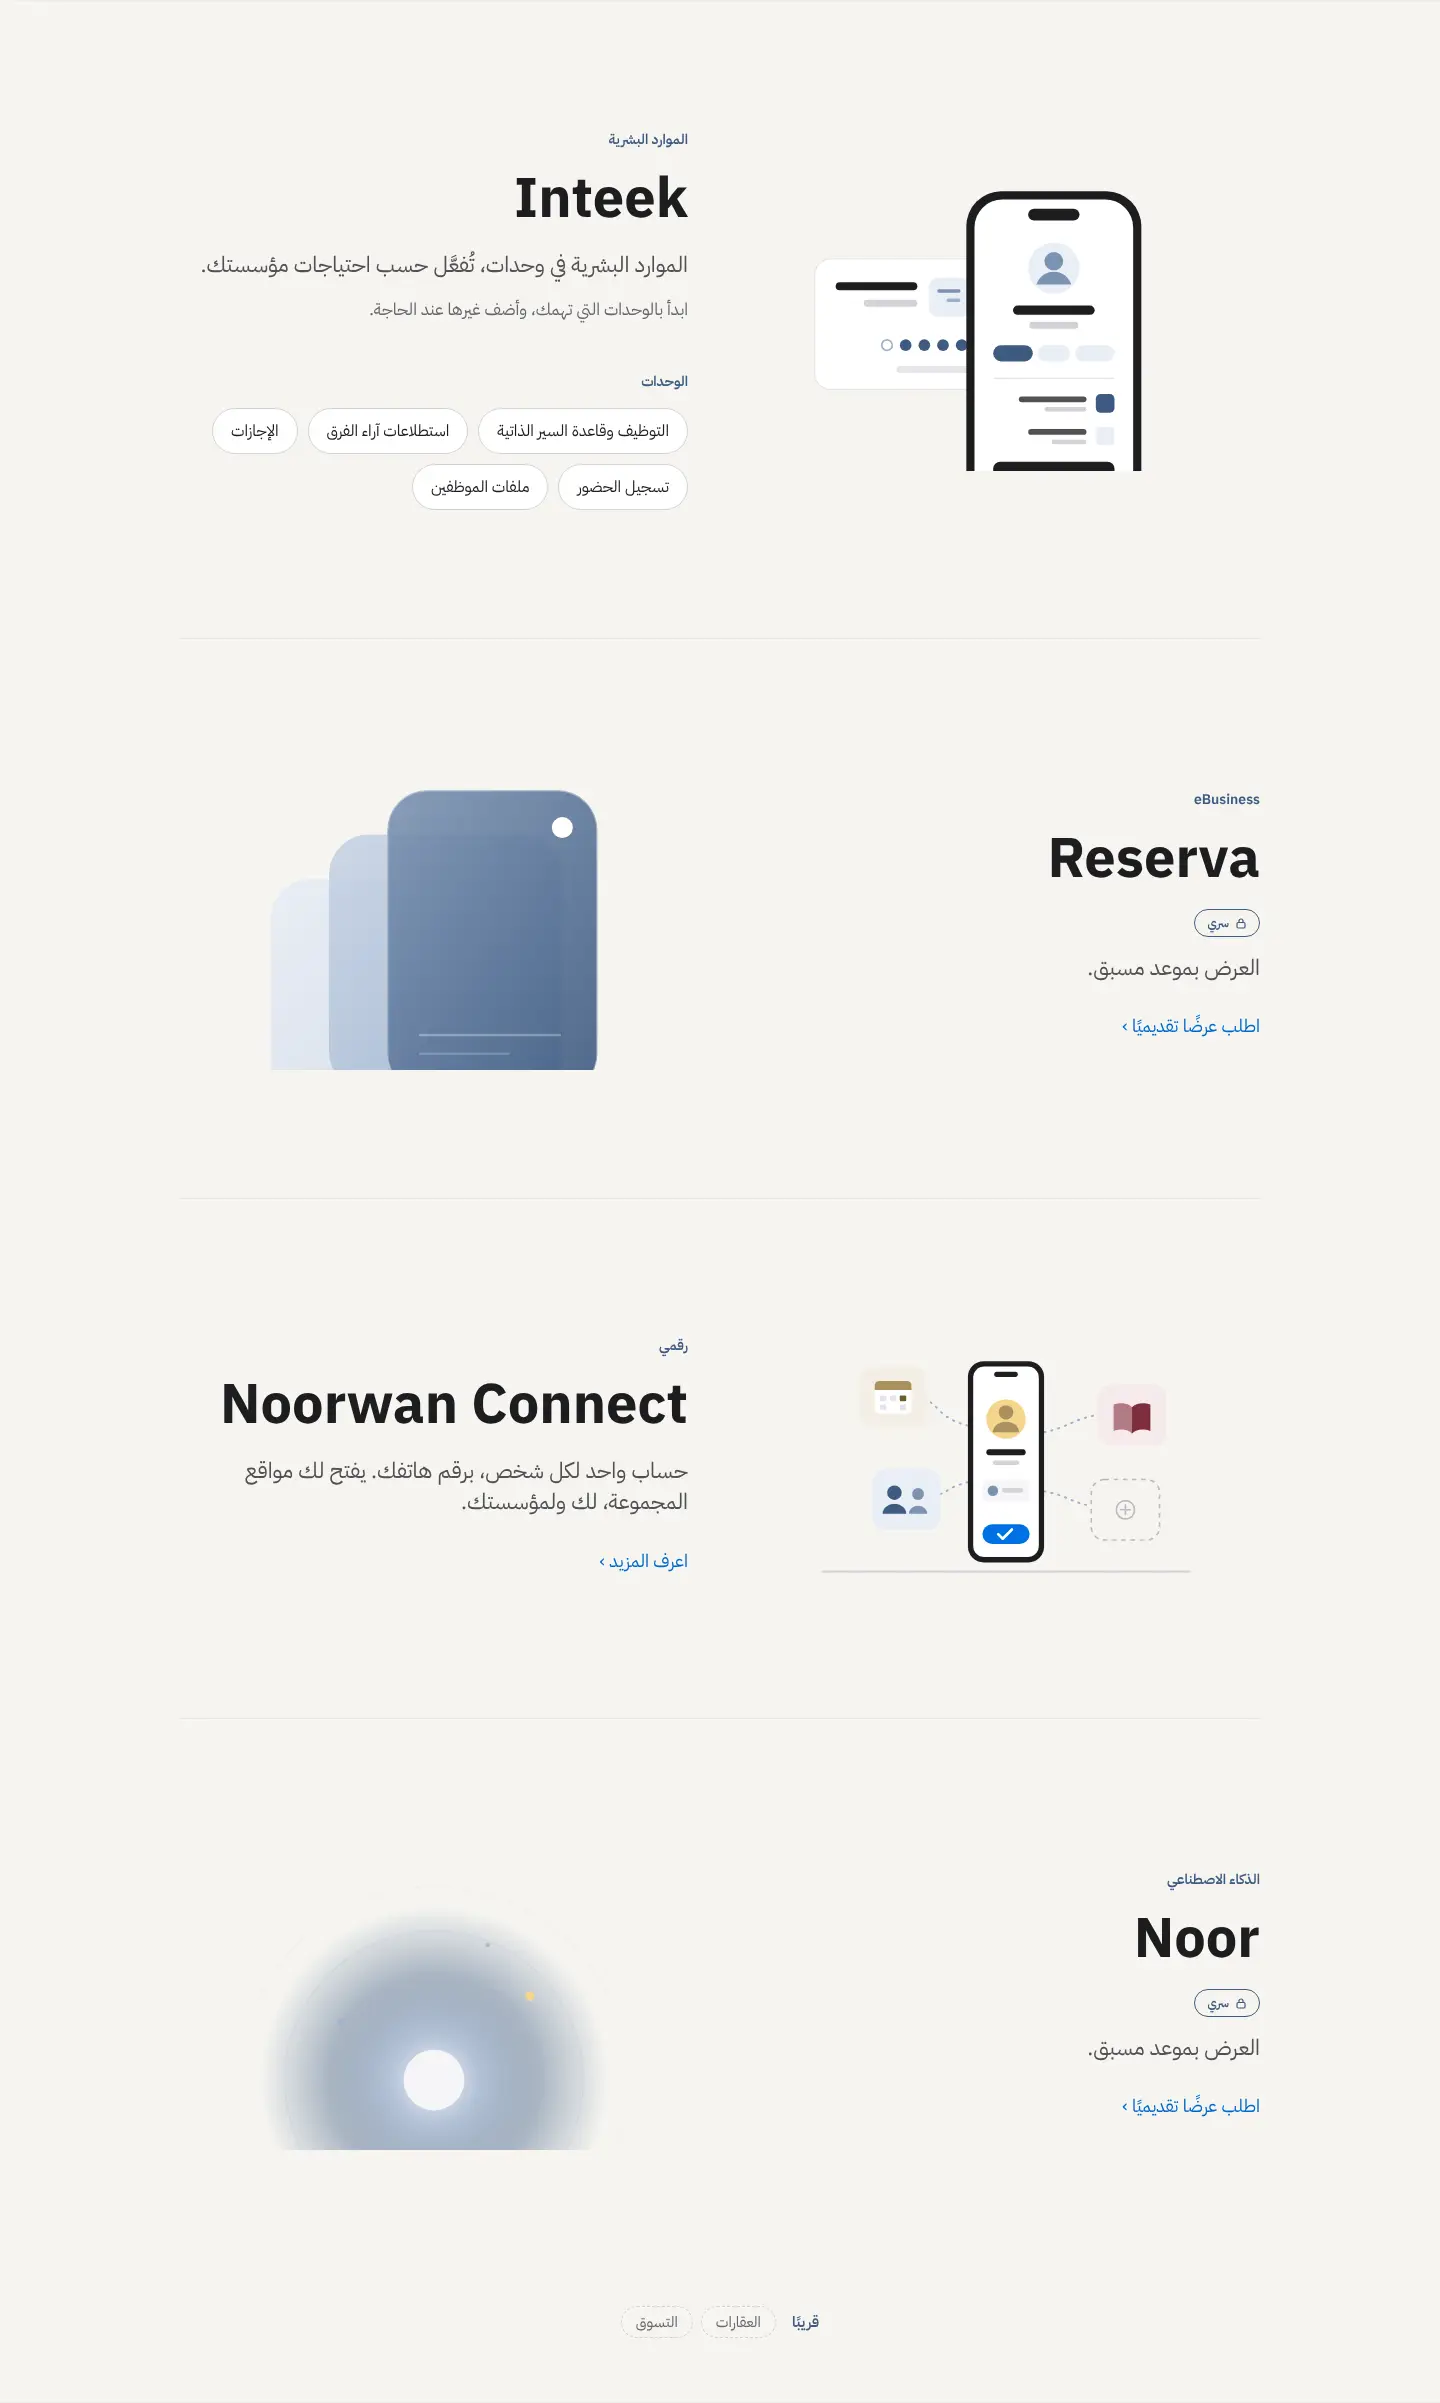 الموارد البشرية
Inteek
الموارد البشرية في وحدات، تُفعَّل حسب احتياجات مؤسستك.
ابدأ بالوحدات التي تهمك، وأضف غيرها عند الحاجة.
الوحدات
التوظيف وقاعدة السير الذاتية استطلاعات آراء الفرق الإجازات
تسجيل الحضور ملفات الموظفين
eBusiness
Reserva
سري
العرض بموعد مسبق.
اطلب عرضًا تقديميًا ›
رقمي
Noorwan Connect
حساب واحد لكل شخص، برقم هاتفك. يفتح لك مواقع
المجموعة، لك ولمؤسستك.
اعرف المزيد ›
الذكاء الاصطناعي
Noor
سري
العرض بموعد مسبق.
اطلب عرضًا تقديميًا ›
قريبًا العقارات التسوق